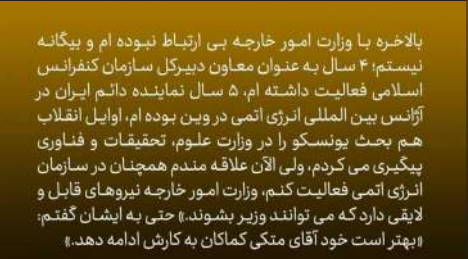 بالاخره با وزارت امور خارجه بی ارتباط نبوده ام و بیگانه
نیستم؛ ۴ سال به عنوان معاون دبیرکل سازمان کنفرانس
اسلامی فعالیت داشته ام، ۵ سال نماینده دائم ایران در
آژانس بین المللی انرژی اتمی در وین بوده ام، اوایل انقلاب
هم بحث یونسکو را در وزارت علوم، تحقیقات و فناوری
پیگیری می کردم، ولی الآن علاقه مندم همچنان در سازمان
انرژی اتمی فعالیت کنم، وزارت امور خارجه نیروهای قابل و
لایقی دارد که می توانند وزیر بشوند.» حتی به ایشان گفتم:
«بهتر است خود آقای متکی کماکان به کارش ادامه دهد.»